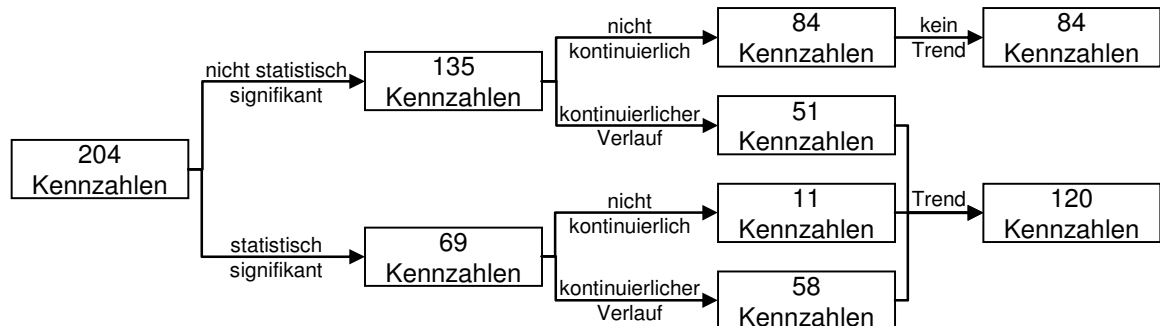 204
Kennzahlen
nicht statistisch
signifikant
135
Kennzahlen
statistisch
signifikant
69
Kennzahlen
nicht
kontinuierlich
84
Kennzahlen
kontinuierlicher
Verlauf
51
Kennzahlen
nicht
kontinuierlich
11
Kennzahlen
kontinuierlicher
Verlauf
58
Kennzahlen
kein
Trend
84
Kennzahlen
Trend
120
Kennzahlen